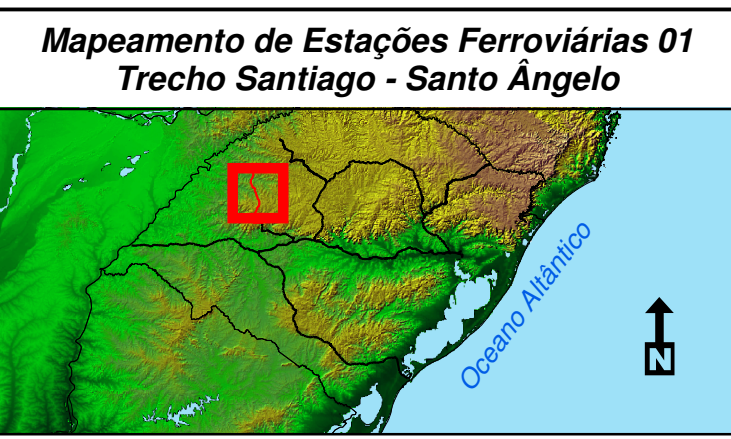 Mapeamento de Estações Ferroviárias 01
Trecho Santiago - Santo Ângelo
Oceano Altântico
N